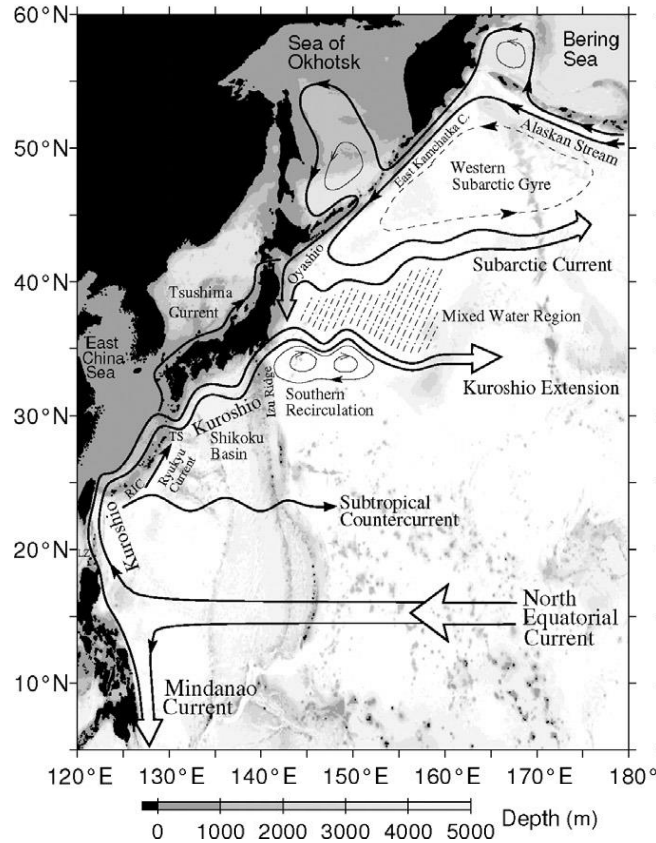 60°N
50°N
40°N
30°N
20°N
10°N
Sea of
Okhotsk
Bering
Sea
Alaskan Stream
East Kamchatka C.
Western
Subarctic Gyre
Oyashio
Subarctic Current
Tsushima
Current
Mixed Water Region
East
China
Sea
Kuroshio Extension
Izu Ridge
Southern
Recirculation
Kuroshio
Shikoku
Basin
TS
Ryukyu
Current
RIC
Subtropical
Countercurrent
Kuroshio
LZ
North
Equatorial
Current
Mindanao
Current
120°E 130°E 140°E 150°E 160°E 170°E 180
0 1000 2000 3000 4000 5000 Depth (m)